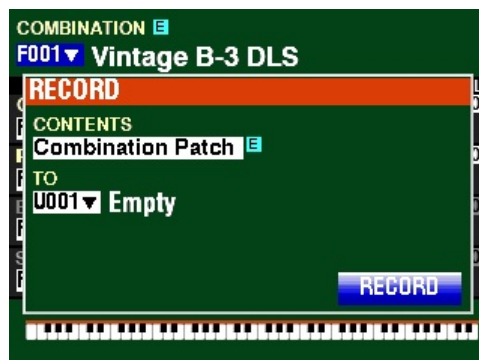 COMBINATION E
F001▼ Vintage B-3 DLS
RECORD
CONTENTS
Combination Patch E
TO
U001▼ Empty
RECORD